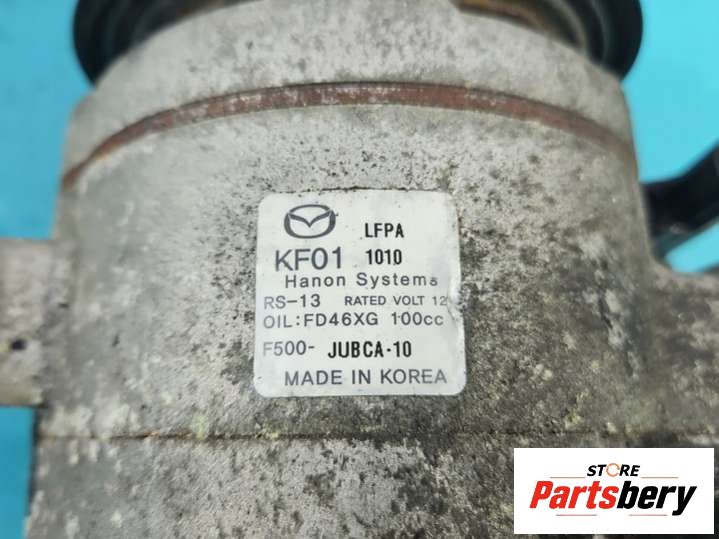 LFPA
KF01 1010
Hanon Systems
RS-13 RATED VOLT 12
OIL:FD46XG 100cc
F500- JUBCA-10
MADE IN KOREA
STORE
Partsbery